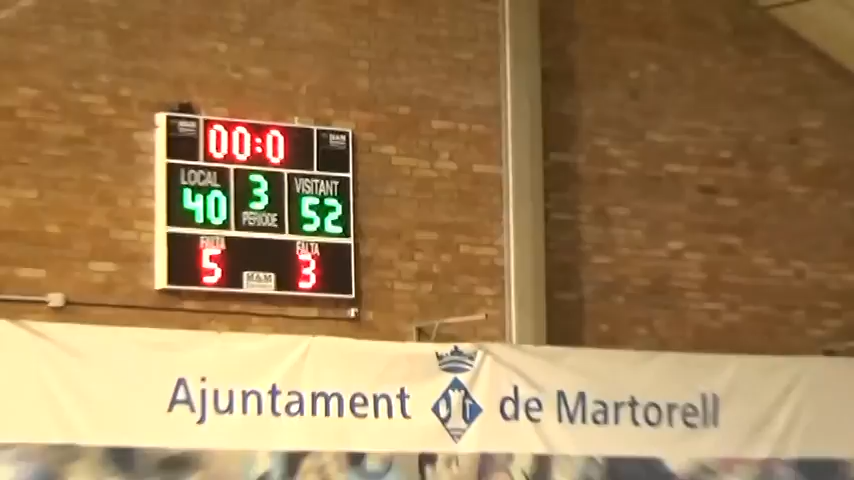 00:0
LOCAL 3 VISITANT
40 PERIODE 52
FALTA FALTA
5 H&M 3
Ajuntament de Martorell